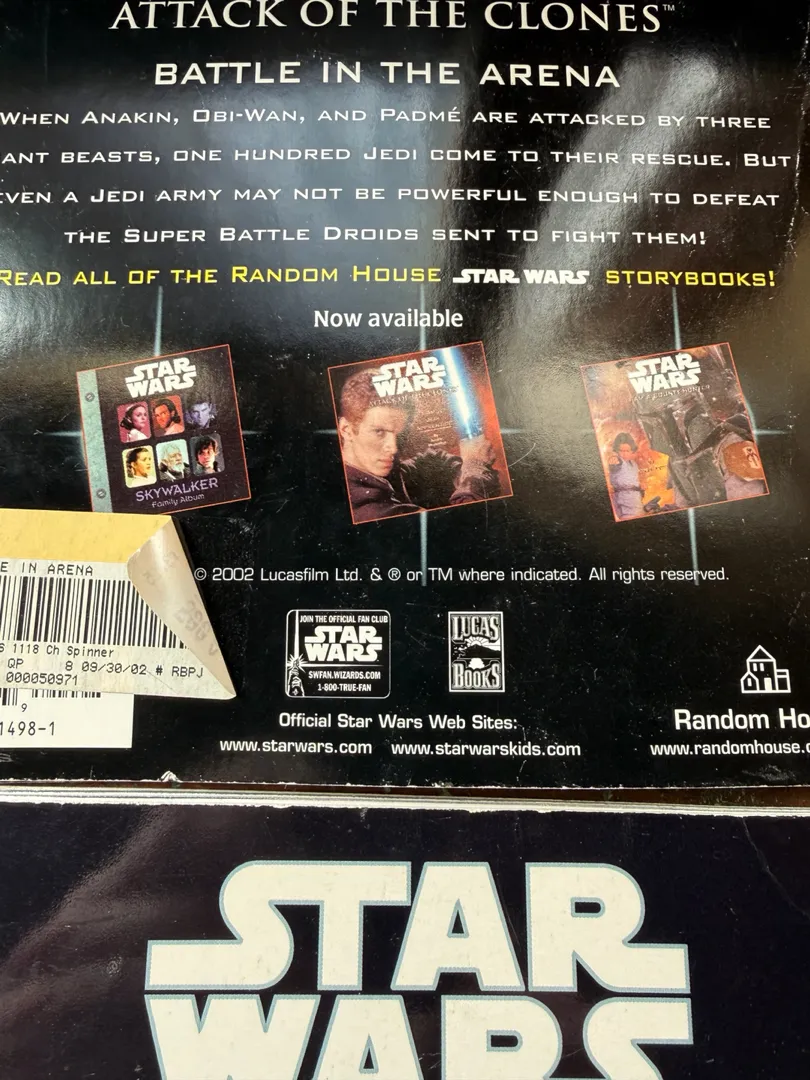 ATTACK OF THE CLONES™
BATTLE IN THE ARENA
WHEN ANAKIN, OBI-WAN, AND PADMÉ ARE ATTACKED BY THREE
ANT BEASTS, ONE HUNDRED JEDI COME TO THEIR RESCUE. BUT
EVEN A JEDI ARMY MAY NOT BE POWERFUL ENOUGH TO DEFEAT
THE SUPER BATTLE DROIDS SENT TO FIGHT THEM!
READ ALL OF THE RANDOM HOUSE STAR WARS STORYBOOKS!
Now available
STAR
WARS
SKYWALKER
Family Album
STAR
WARS
STAR
WARS
E IN ARENA
1118 Ch Spinner
QP 8 09/30/02 # RBPJ
000050971
9
1498-1
© 2002 Lucasfilm Ltd. & ® or TM where indicated. All rights reserved.
JOIN THE OFFICIAL FAN CLUB
STAR
WARS
SWFAN.WIZARDS.COM
1-800-TRUE-FAN
LUCAS
BOOKS
Official Star Wars Web Sites:
www.starwars.com www.starwarskids.com
Random Ho
www.randomhouse.c
STAR
WARS